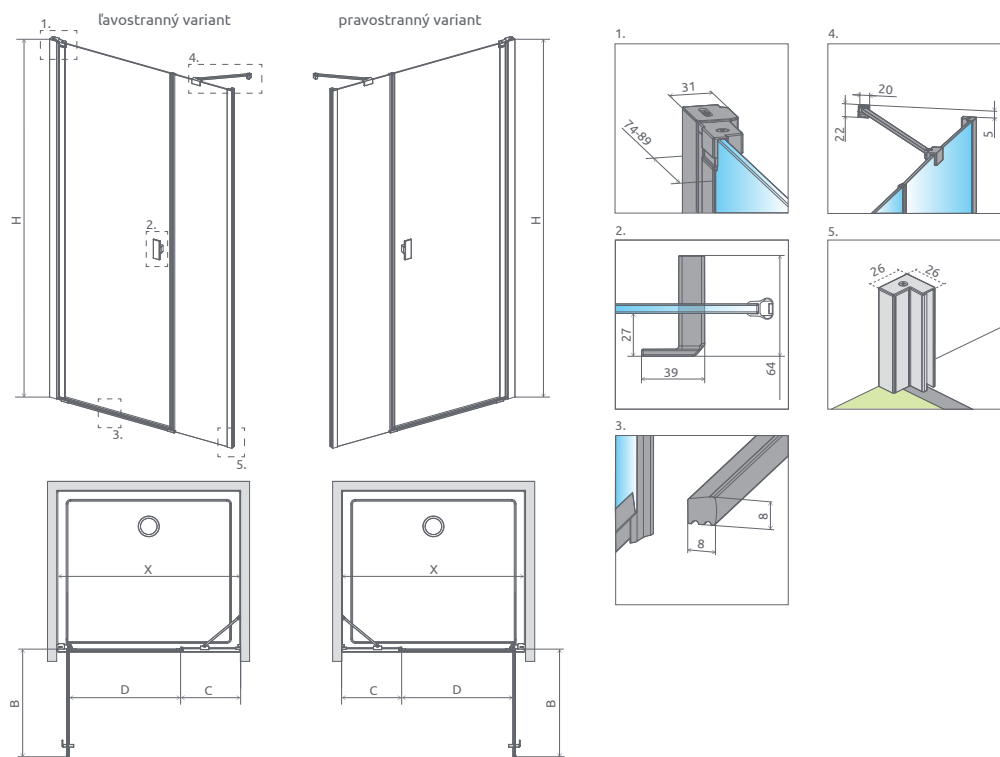 ľavostranný variant
pravostranný variant
1.
4.
H
2.
3.
5.
H
X
B
D
C
X
C
D
B
1.
31
74-89
4.
20
22
5
2.
27
39
64
5.
26
26
3.
8
8